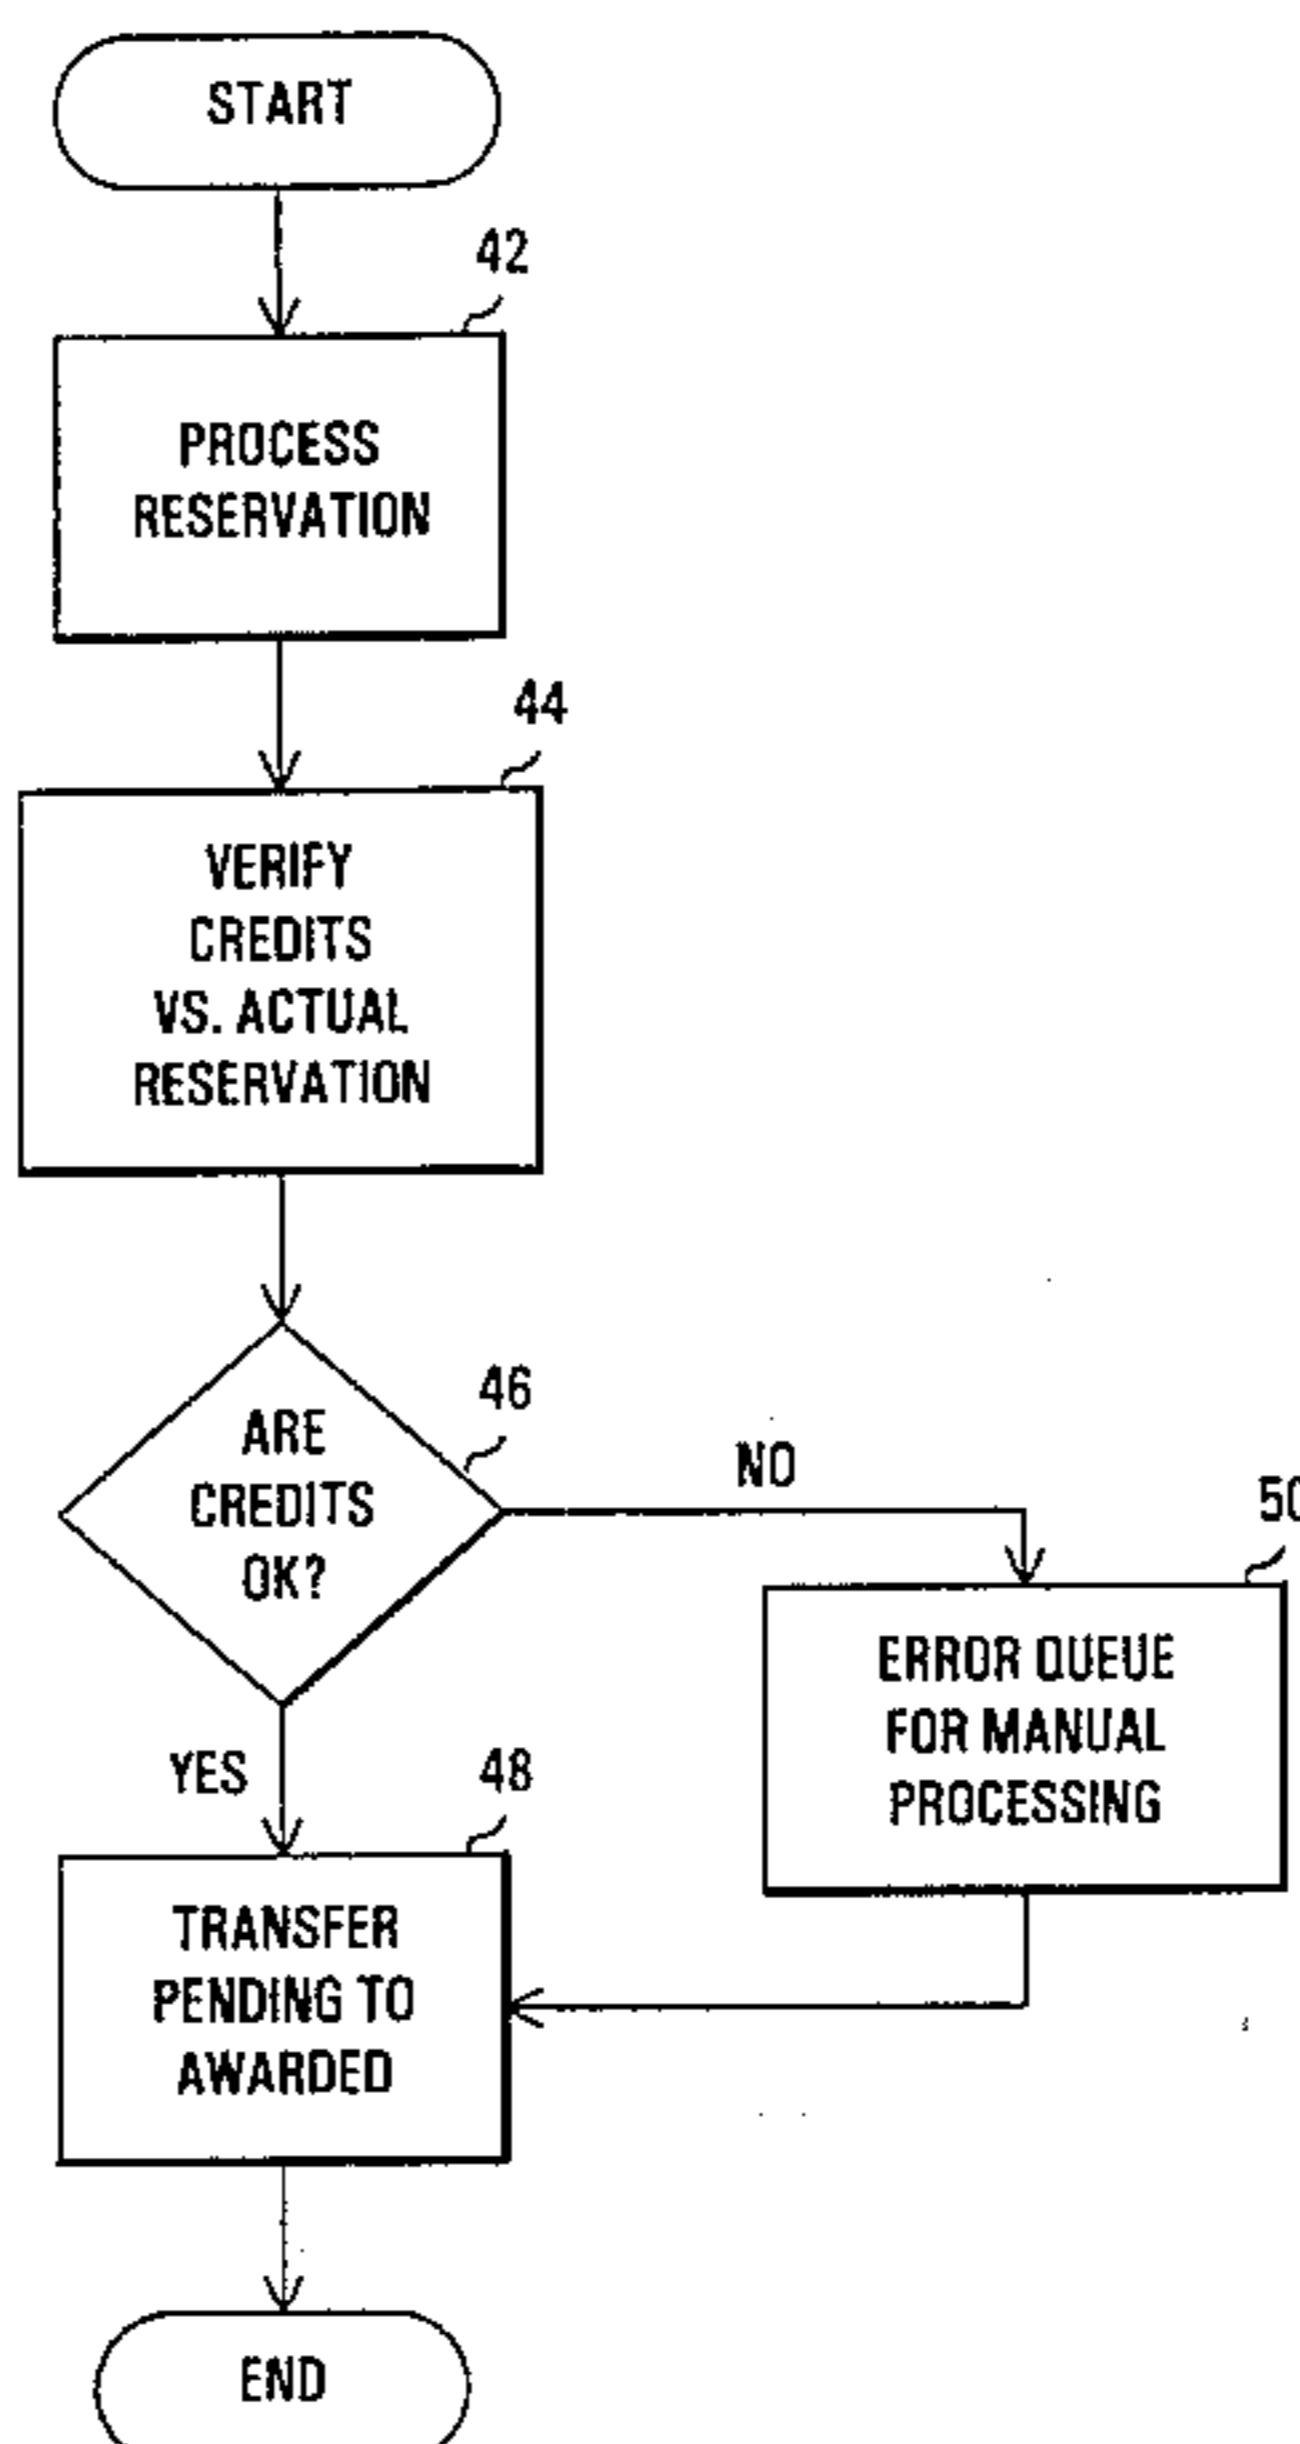 START
42
PROCESS
RESERVATION
44
VERIFY
CREDITS
VS. ACTUAL
RESERVATION
46
ARE
CREDITS
OK?
NO
50
ERROR QUEUE
FOR MANUAL
PROCESSING
YES
48
TRANSFER
PENDING TO
AWARDED
END